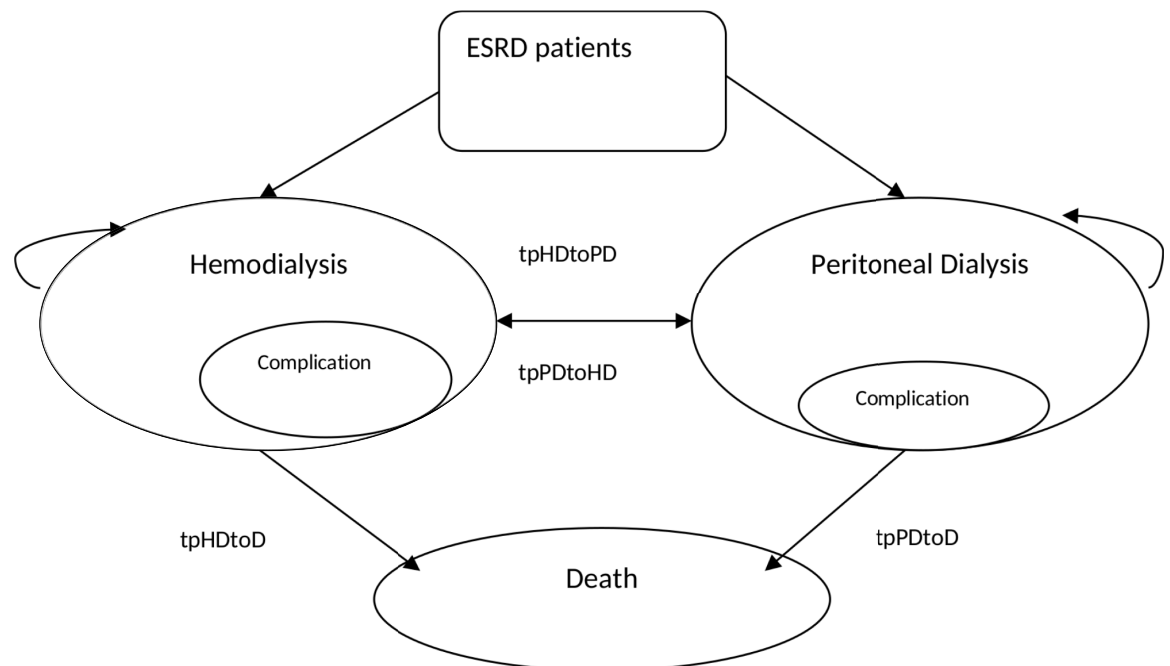 ESRD patients
Hemodialysis
tpHDtoPD
Peritoneal Dialysis
Complication
tpPDtoHD
Complication
tpHDtoD
tpPDtoD
Death